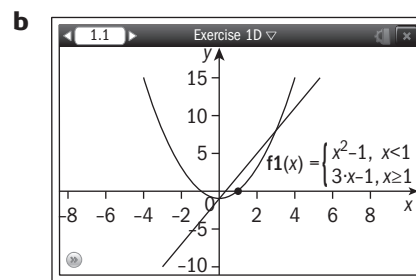 b
1.1 Exercise 1D
y
15
10
5
f1(x) = { x²–1, x<1
3·x–1, x≥1
–8 –6 –4 –2 0 2 4 6 8 x
–5
–10